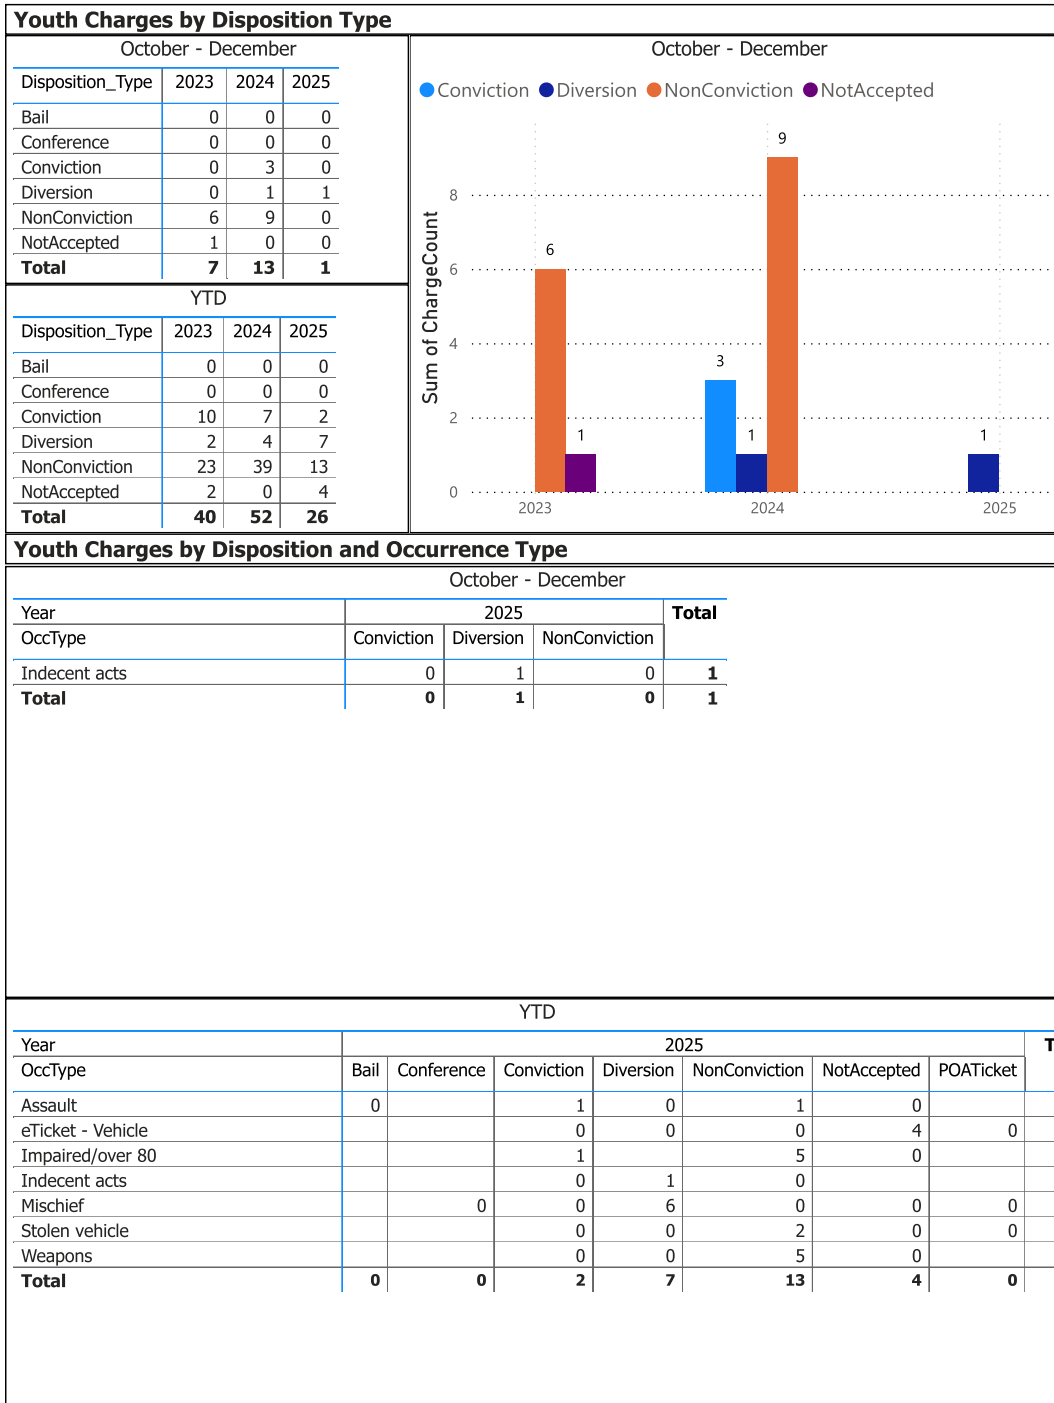 Youth Charges by Disposition Type
October - December
Disposition_Type 2023 2024 2025
Bail 0 0 0
Conference 0 0 0
Conviction 0 3 0
Diversion 0 1 1
NonConviction 6 9 0
NotAccepted 1 0 0
Total 7 13 1
YTD
Disposition_Type 2023 2024 2025
Bail 0 0 0
Conference 0 0 0
Conviction 10 7 2
Diversion 2 4 7
NonConviction 23 39 13
NotAccepted 2 0 4
Total 40 52 26
October - December
Conviction Diversion NonConviction NotAccepted
Sum of ChargeCount
8
6
4
2
0
6
1
3
1
9
1
2023 2024 2025
Youth Charges by Disposition and Occurrence Type
October - December
Year 2025 Total
OccType Conviction Diversion NonConviction
Indecent acts 0 1 0 1
Total 0 1 0 1
YTD
Year 2025 T
OccType Bail Conference Conviction Diversion NonConviction NotAccepted POATicket
Assault 0 1 0 1 0
eTicket - Vehicle 0 0 0 4 0
Impaired/over 80 1 5 0
Indecent acts 0 1 0
Mischief 0 0 6 0 0 0
Stolen vehicle 0 0 2 0 0
Weapons 0 0 5 0
Total 0 0 2 7 13 4 0